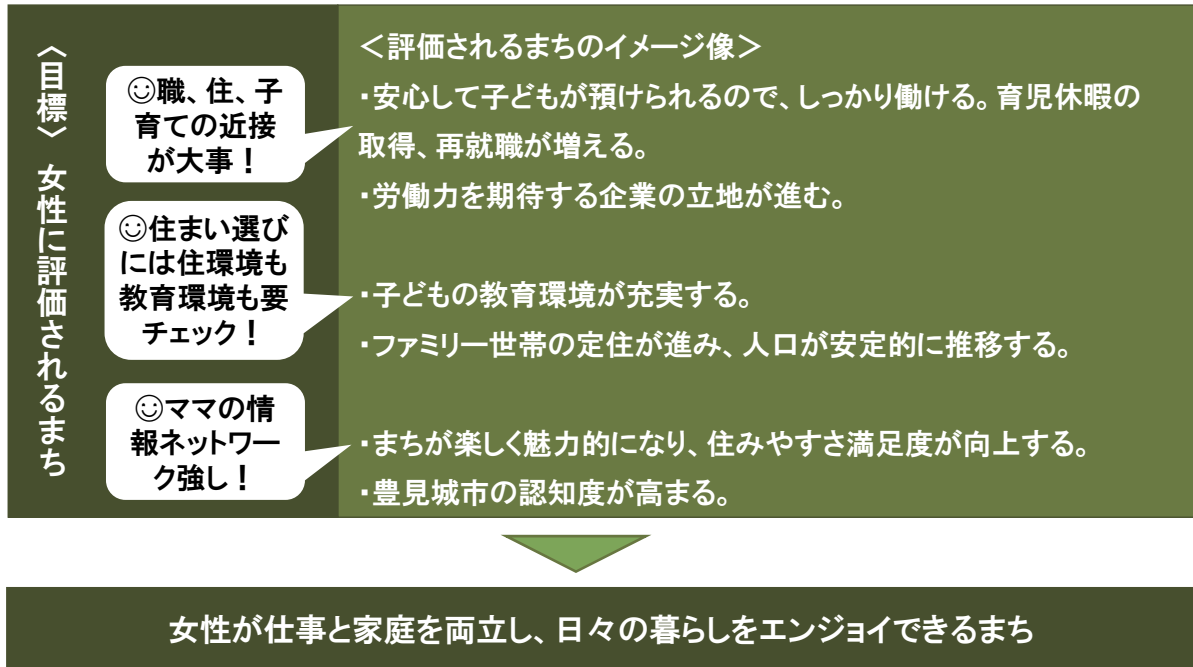 〈目標〉 女性に評価されるまち
☺職、住、子
育ての近接
が大事！
☺住まい選び
には住環境も
教育環境も要
チェック！
☺ママの情
報ネットワー
ク強し！
＜評価されるまちのイメージ像＞
・安心して子どもが預けられるので、しっかり働ける。育児休暇の
取得、再就職が増える。
・労働力を期待する企業の立地が進む。
・子どもの教育環境が充実する。
・ファミリー世帯の定住が進み、人口が安定的に推移する。
・まちが楽しく魅力的になり、住みやすさ満足度が向上する。
・豊見城市の認知度が高まる。
女性が仕事と家庭を両立し、日々の暮らしをエンジョイできるまち